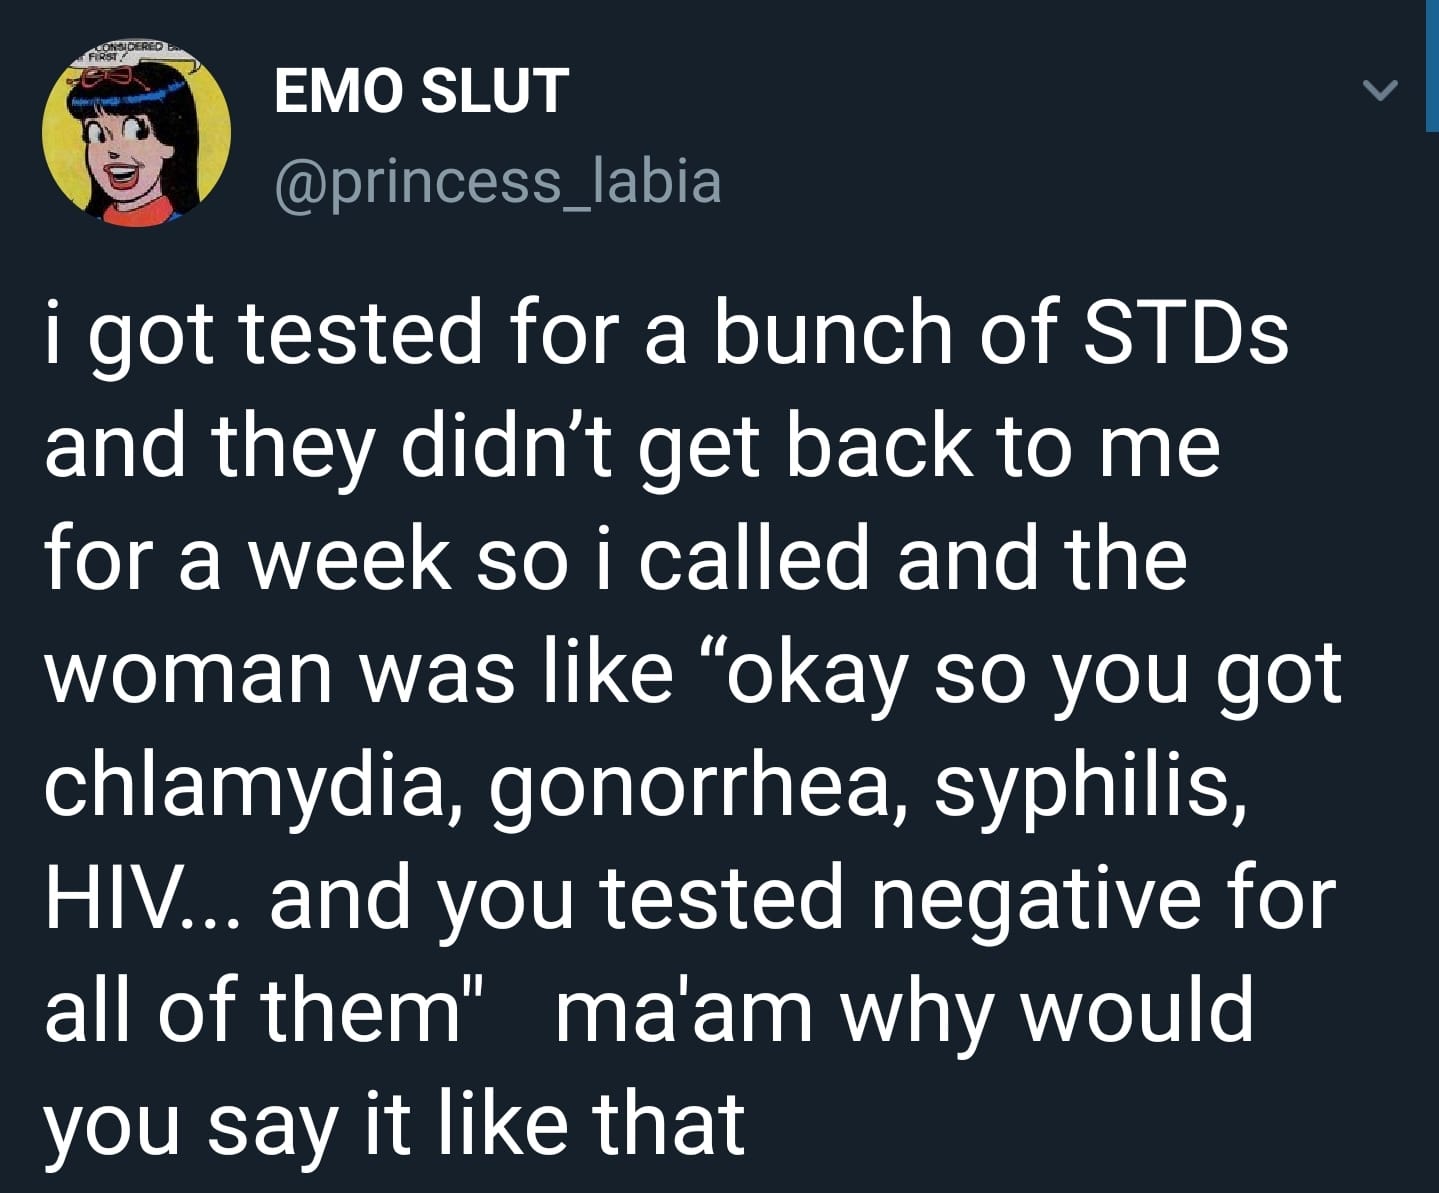 CONSIDERED
FIRST!
EMO SLUT
@princess_labia
i got tested for a bunch of STDs
and they didn’t get back to me
for a week so i called and the
woman was like “okay so you got
chlamydia, gonorrhea, syphilis,
HIV... and you tested negative for
all of them"   ma'am why would
you say it like that